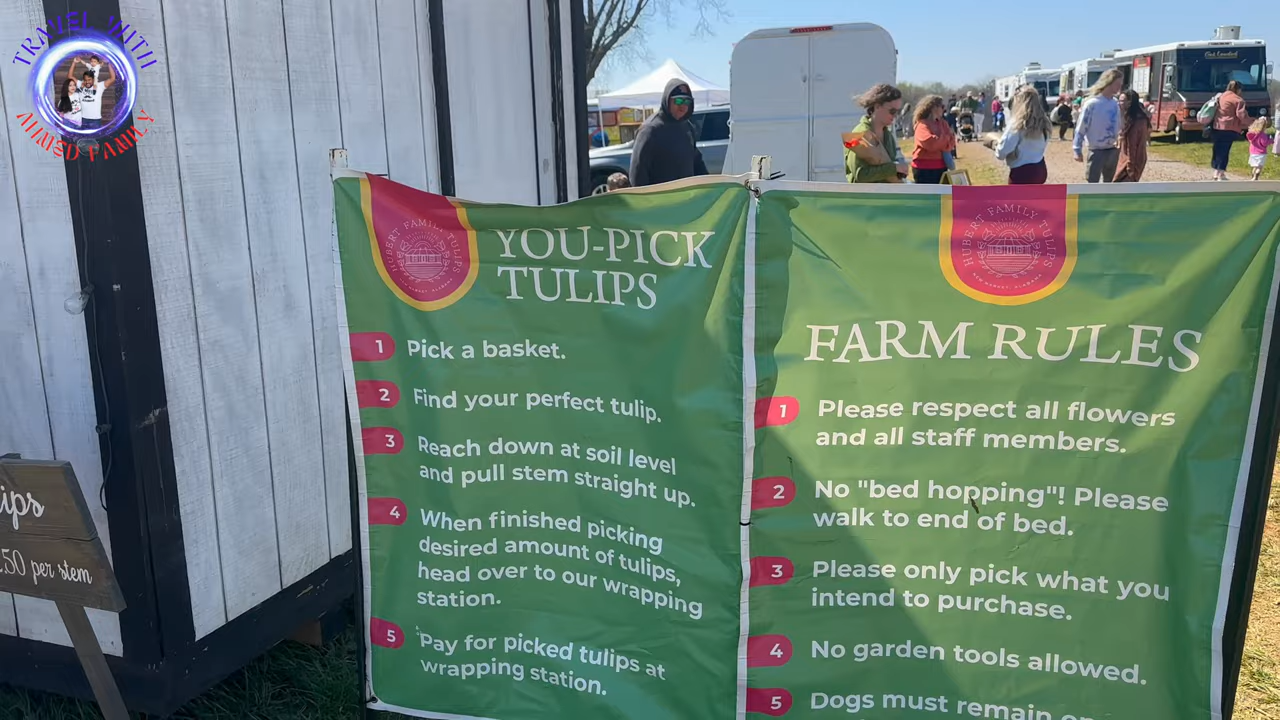 TRAVEL WITH
AHMED FAMILY
HUBERT FAMILY TULIPS
YOU-PICK
TULIPS
1 Pick a basket.
2 Find your perfect tulip.
3 Reach down at soil level
and pull stem straight up.
4 When finished picking
desired amount of tulips,
head over to our wrapping
station.
5 Pay for picked tulips at
wrapping station.
HUBERT FAMILY TULIPS
FARM RULES
1 Please respect all flowers
and all staff members.
2 No "bed hopping"! Please
walk to end of bed.
3 Please only pick what you
intend to purchase.
4 No garden tools allowed.
5 Dogs must remain on
ips
.50 per stem